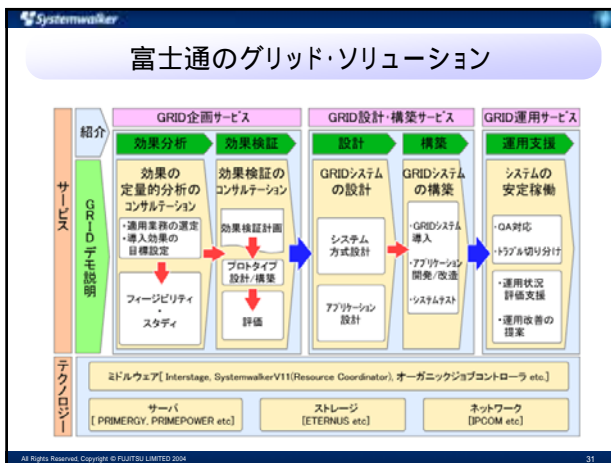 Systemwalker
富士通のグリッド･ソリューション
サービス
紹介
GRIDデモ説明
GRID企画サービス
GRID設計･構築サービス
GRID運用サービス
効果分析
効果検証
設計
構築
運用支援
効果の
定量的分析の
コンサルテーション
･適用業務の選定
･導入効果の
目標設定
フィージビリティ
･
スタディ
効果検証の
コンサルテーション
効果検証計画
プロトタイプ
設計/構築
評価
GRIDシステム
の設計
システム
方式設計
アプリケーション
設計
GRIDシステム
の構築
･GRIDシステム
導入
･アプリケーション
開発/改造
･システムテスト
システムの
安定稼働
･QA対応
･トラブル切り分け
･運用状況
評価支援
･運用改善の
提案
テクノロジー
ミドルウェア[ Interstage, SystemwalkerV11(Resource Coordinator), オーガニックジョブコントローラ etc.]
サーバ
[ PRIMERGY, PRIMEPOWER etc]
ストレージ
[ETERNUS etc]
ネットワーク
[IPCOM etc]
All Rights Reserved, Copyright © FUJITSU LIMITED 2004
31